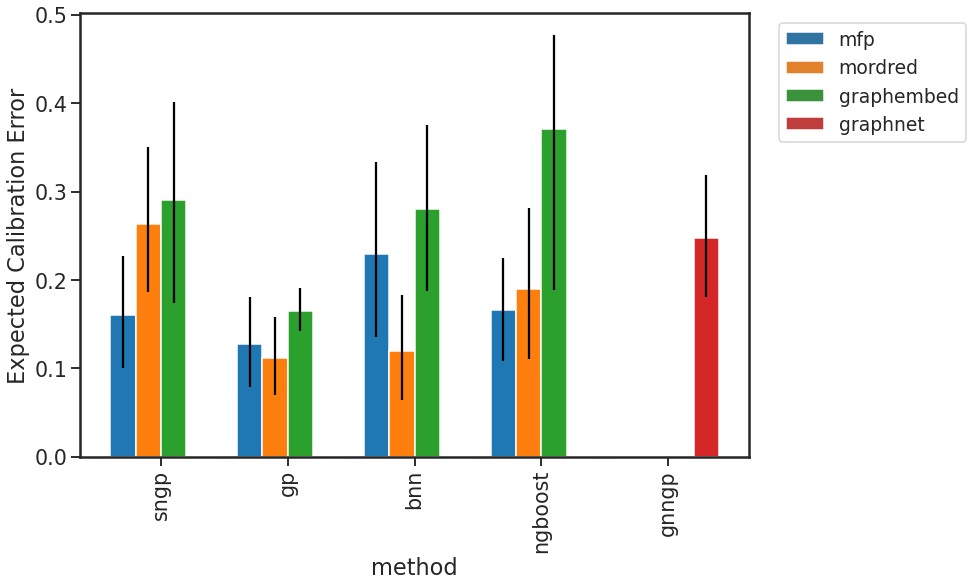 Expected Calibration Error
0.5
0.4
0.3
0.2
0.1
0.0
sngp
gp
bnn
ngboost
gnngp
method
mfp
mordred
graphembed
graphnet